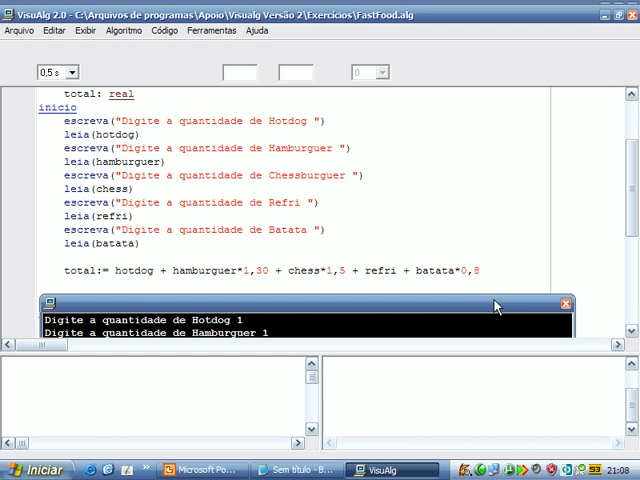 VisuAlg 2.0 - C:\Arquivos de programas\Apoio\Visualg Versão 2\Exercícios\FastFood.alg
Arquivo Editar Exibir Algoritmo Código Ferramentas Ajuda
0,5 s 0
total: real
inicio
escreva("Digite a quantidade de Hotdog ")
leia(hotdog)
escreva("Digite a quantidade de Hamburguer ")
leia(hamburguer)
escreva("Digite a quantidade de Chessburguer ")
leia(chess)
escreva("Digite a quantidade de Refri ")
leia(refri)
escreva("Digite a quantidade de Batata ")
leia(batata)
total:= hotdog + hamburguer*1,30 + chess*1,5 + refri + batata*0,8
Digite a quantidade de Hotdog 1
Digite a quantidade de Hamburguer 1
Iniciar » Microsoft Po... Sem título - B... VisuAlg 21:08